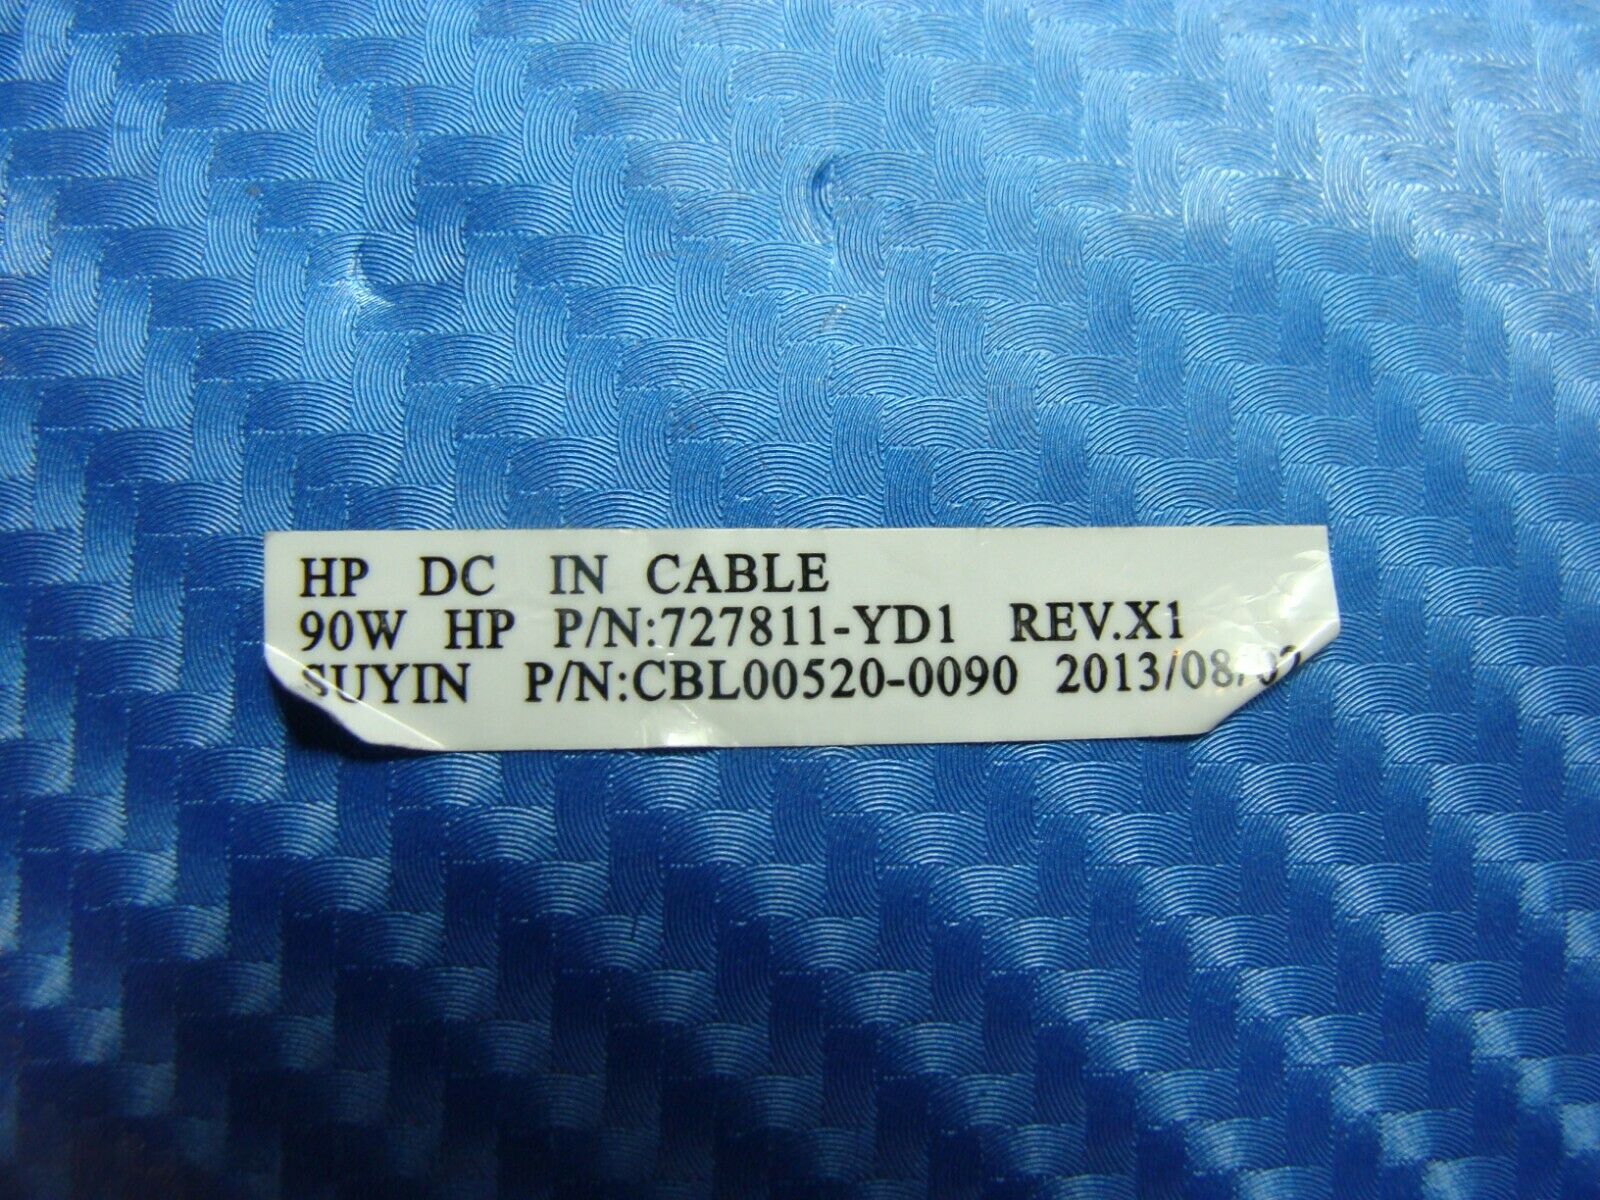 HP DC IN CABLE
90W HP P/N:727811-YD1 REV.X1
SUYIN P/N:CBL00520-0090